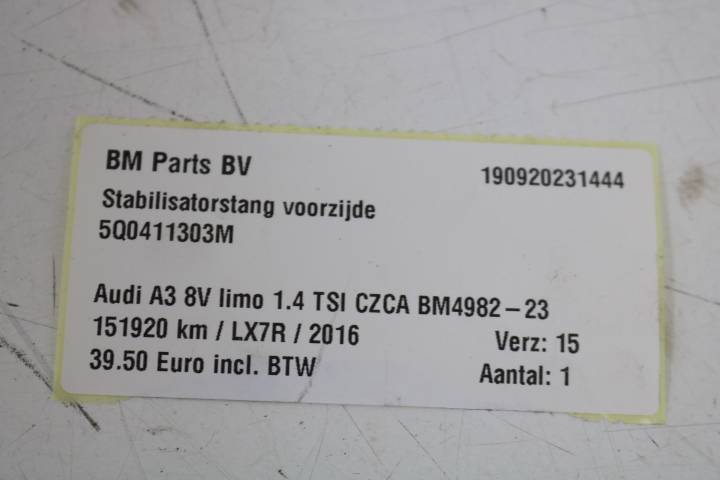 BM Parts BV 190920231444
Stabilisatorstang voorzijde
5Q0411303M
Audi A3 8V limo 1.4 TSI CZCA BM4982-23
151920 km / LX7R / 2016 Verz: 15
39.50 Euro incl. BTW Aantal: 1